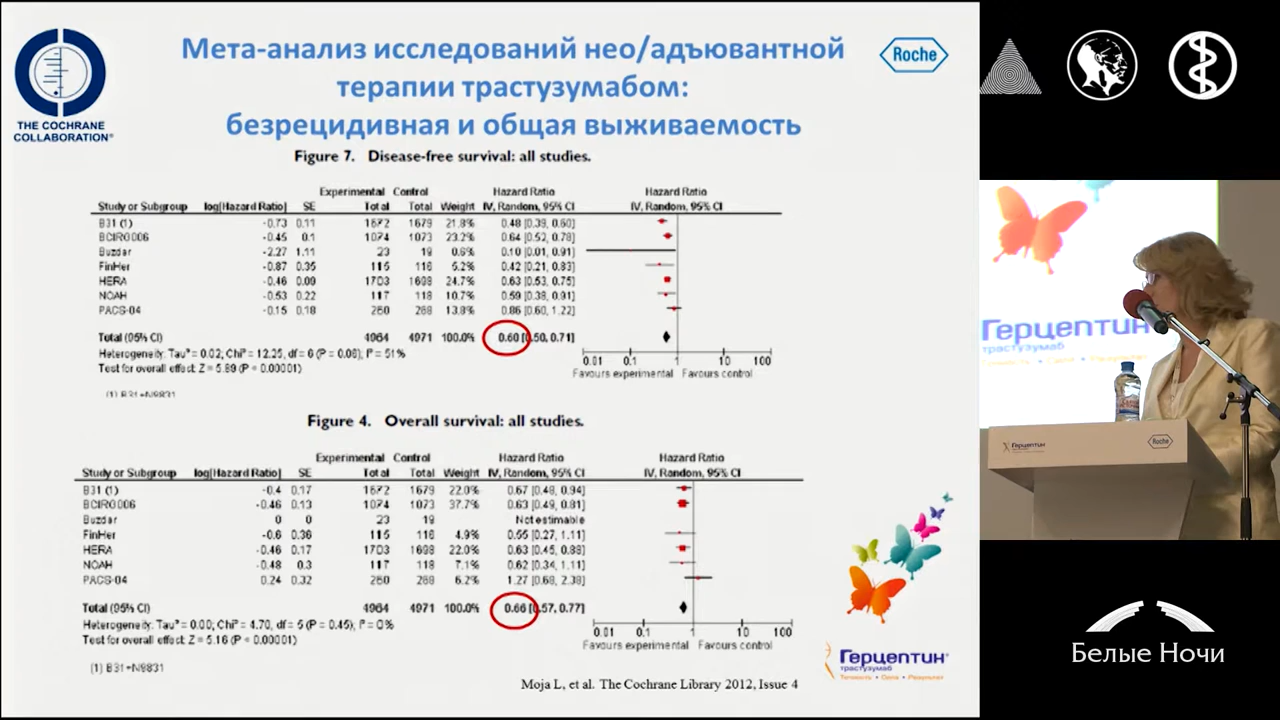 Мета-анализ исследований нео/адъювантной
терапии трастузумабом:
безрецидивная и общая выживаемость
THE COCHRANE
COLLABORATION®
Roche
Figure 7. Disease-free survival: all studies.
Experimental Control Hazard Ratio Hazard Ratio
Study or Subgroup log[Hazard Ratio] SE Total Total Weight IV, Random, 95% CI IV, Random, 95% CI
B31 (1) -0.73 0.11 1672 1679 21.8% 0.48 [0.39, 0.60]
BCIRG006 -0.45 0.1 1074 1073 23.2% 0.64 [0.52, 0.78]
Buzdar -2.27 1.11 23 19 0.6% 0.10 [0.01, 0.91]
FinHer -0.87 0.35 115 116 5.2% 0.42 [0.21, 0.83]
HERA -0.46 0.09 1703 1698 24.7% 0.63 [0.53, 0.75]
NOAH -0.53 0.22 117 118 10.7% 0.59 [0.38, 0.91]
PACS-04 -0.15 0.18 260 268 13.8% 0.86 [0.60, 1.22]
Total (95% CI) 4964 4971 100.0% 0.60 [0.50, 0.71]
Heterogeneity: Tau² = 0.02; Chi² = 12.25, df = 6 (P = 0.06); I² = 51%
Test for overall effect: Z = 5.89 (P < 0.00001)
0.01 0.1 1 10 100
Favours experimental Favours control
(1) B31+N9831
Figure 4. Overall survival: all studies.
Experimental Control Hazard Ratio Hazard Ratio
Study or Subgroup log[Hazard Ratio] SE Total Total Weight IV, Random, 95% CI IV, Random, 95% CI
B31 (1) -0.4 0.17 1672 1679 22.0% 0.67 [0.48, 0.94]
BCIRG006 -0.46 0.13 1074 1073 37.7% 0.63 [0.49, 0.81]
Buzdar 0 0 23 19 Not estimable
FinHer -0.6 0.36 115 116 4.9% 0.55 [0.27, 1.11]
HERA -0.46 0.17 1703 1698 22.0% 0.63 [0.45, 0.88]
NOAH -0.48 0.3 117 118 7.1% 0.62 [0.34, 1.11]
PACS-04 0.24 0.32 260 268 6.2% 1.27 [0.68, 2.38]
Total (95% CI) 4964 4971 100.0% 0.66 [0.57, 0.77]
Heterogeneity: Tau² = 0.00; Chi² = 4.70, df = 5 (P = 0.45); I² = 0%
Test for overall effect: Z = 5.16 (P < 0.00001)
0.01 0.1 1 10 100
Favours experimental Favours control
(1) B31+N9831
Moja L, et al. The Cochrane Library 2012, Issue 4
Герцептин®
трастузумаб
Точность • Сила • Результат
Герцептин
трастузумаб
Герцептин
Roche
Белые Ночи